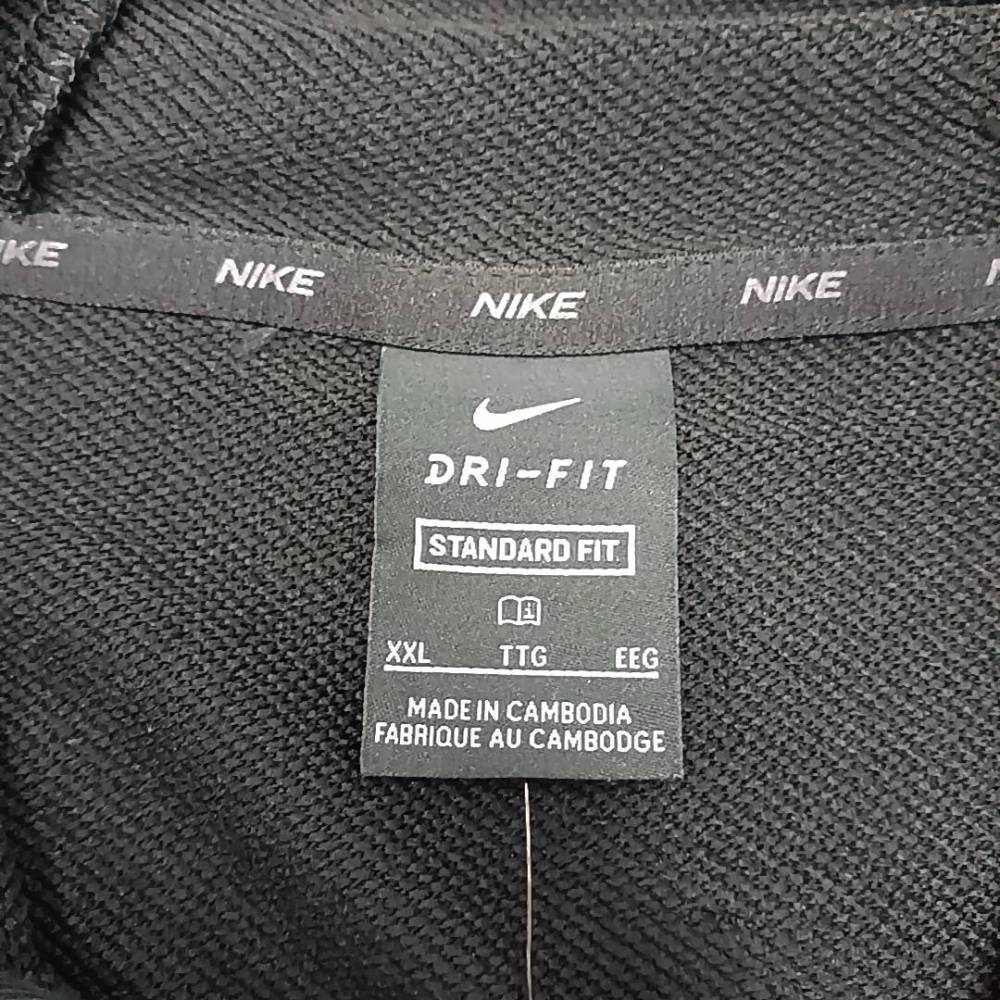 NIKE NIKE NIKE NIKE
DRI-FIT
STANDARD FIT
XXL TTG EEG
MADE IN CAMBODIA
FABRIQUE AU CAMBODGE